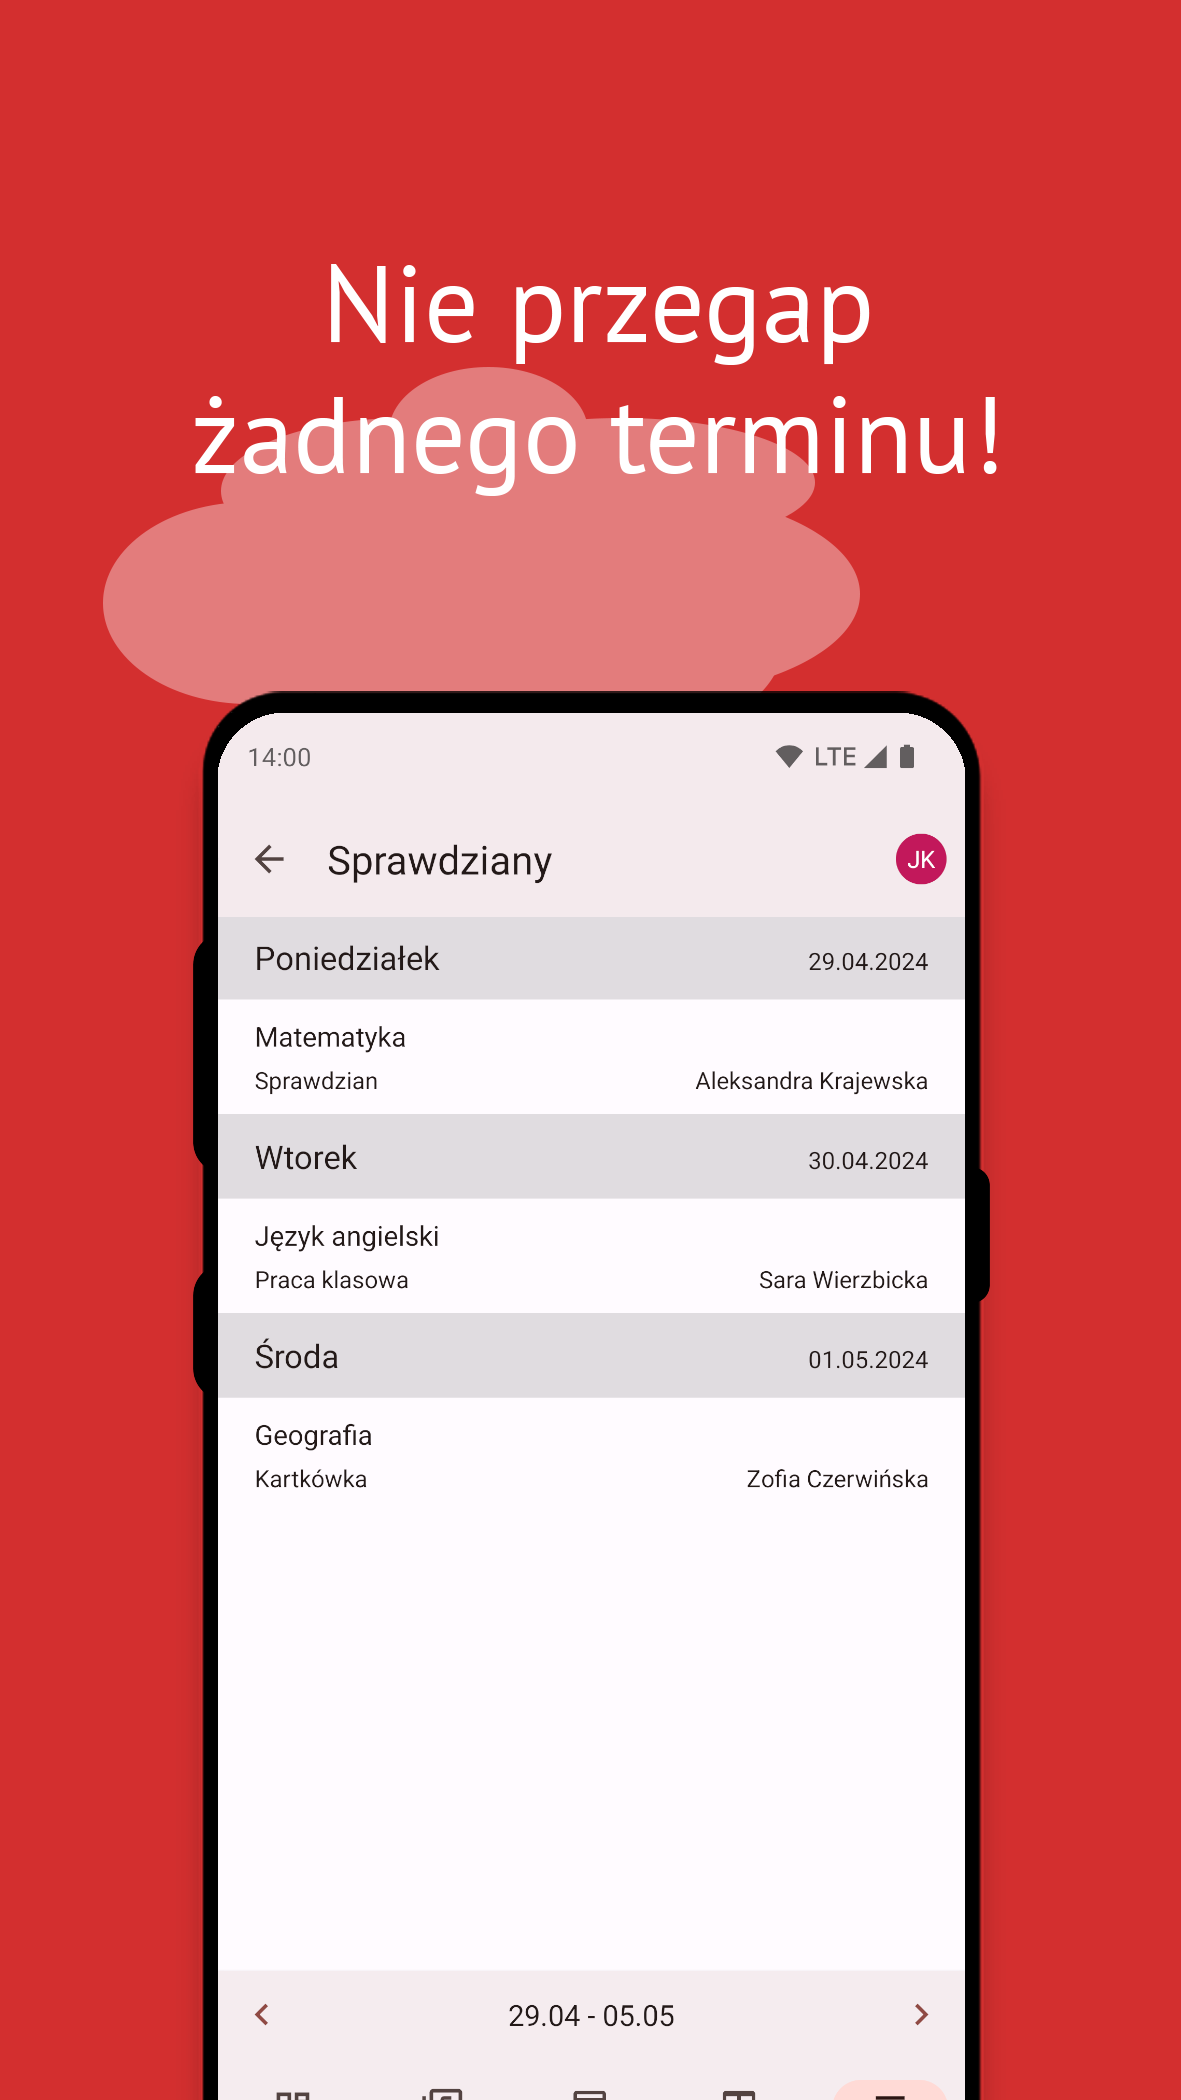 Nie przegap
żadnego terminu!
14:00 LTE
Sprawdziany JK
Poniedziałek 29.04.2024
Matematyka
Sprawdzian Aleksandra Krajewska
Wtorek 30.04.2024
Język angielski
Praca klasowa Sara Wierzbicka
Środa 01.05.2024
Geografia
Kartkówka Zofia Czerwińska
29.04 - 05.05